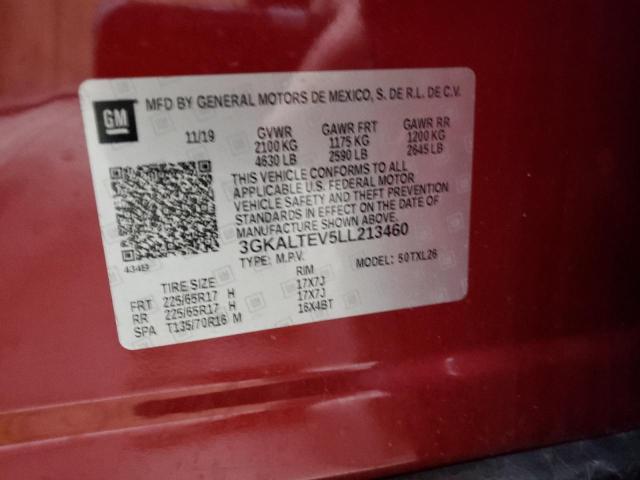 GM
MFD BY GENERAL MOTORS DE MEXICO, S. DE R.L. DE C.V.
11/19 GVWR GAWR FRT GAWR RR
2100 KG 1175 KG 1200 KG
4630 LB 2590 LB 2645 LB
THIS VEHICLE CONFORMS TO ALL
APPLICABLE U.S. FEDERAL MOTOR
VEHICLE SAFETY AND THEFT PREVENTION
STANDARDS IN EFFECT ON THE DATE OF
MANUFACTURE SHOWN ABOVE.
3GKALTEV5LL213460
TYPE: M.P.V. MODEL: 50TXL26
4349
TIRE SIZE RIM
FRT 225/65R17 H 17X7J
RR 225/65R17 H 17X7J
SPA T135/70R16 M 16X4BT